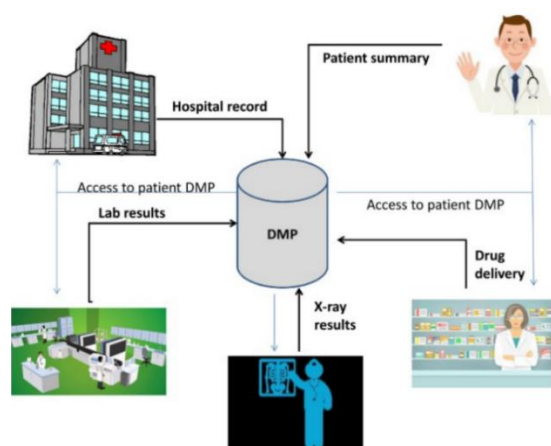 Patient summary
Hospital record
Access to patient DMP
Access to patient DMP
Lab results
DMP
Drug
delivery
X-ray
results